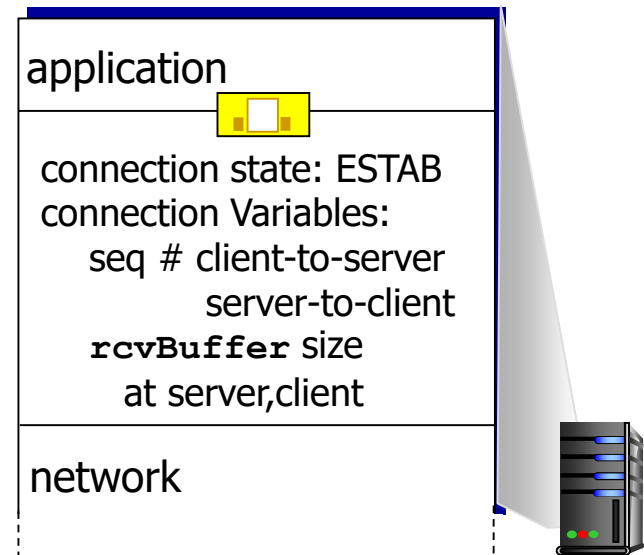 application
connection state: ESTAB
connection Variables:
seq # client-to-server
server-to-client
rcvBuffer size
at server,client
network